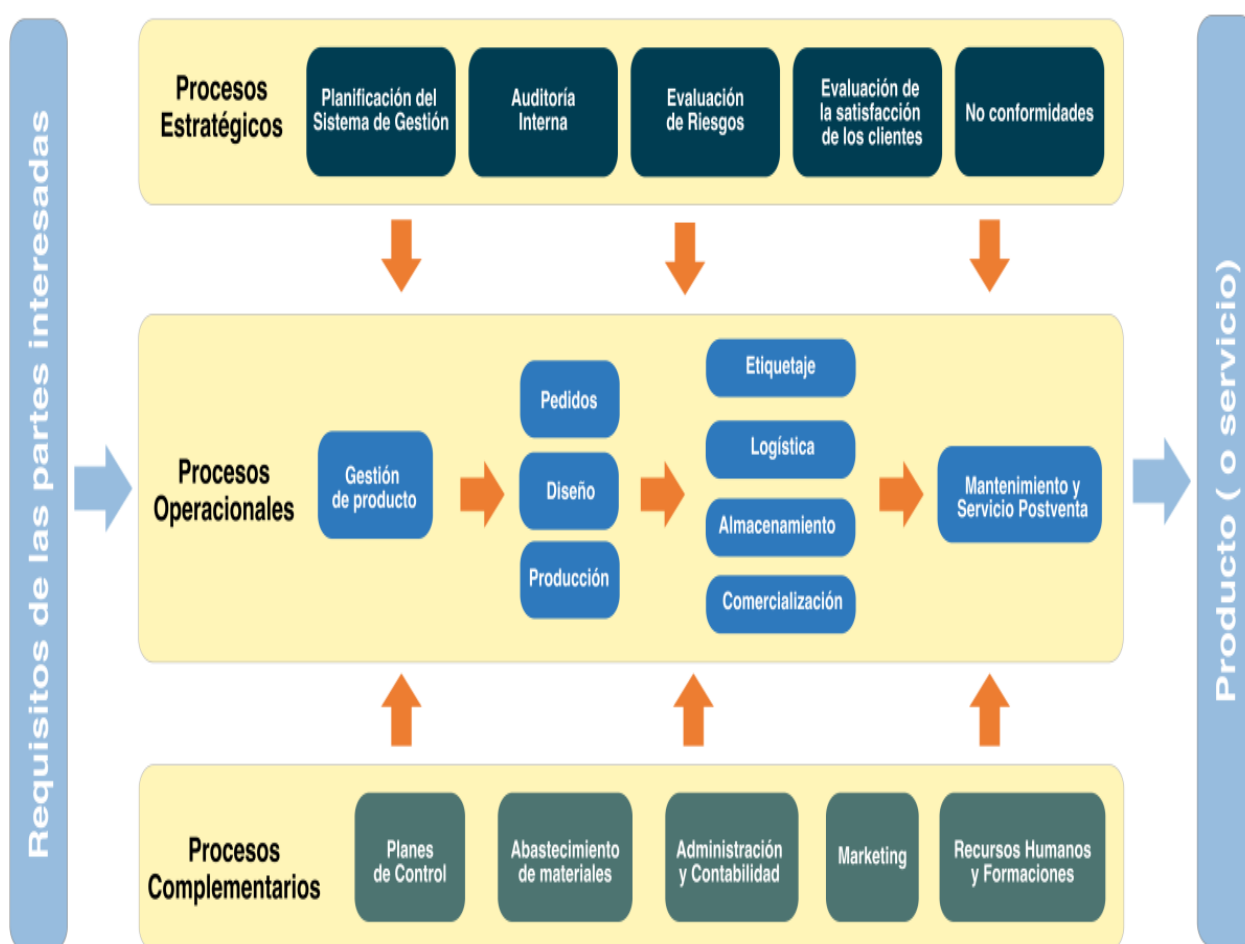 Requisitos de las partes interesadas
Procesos
Estratégicos
Planificación del
Sistema de Gestión
Auditoría
Interna
Evaluación
de Riesgos
Evaluación de
la satisfacción
de los clientes
No conformidades
Procesos
Operacionales
Gestión
de producto
Pedidos
Diseño
Producción
Etiquetaje
Logística
Almacenamiento
Comercialización
Mantenimiento y
Servicio Postventa
Procesos
Complementarios
Planes
de Control
Abastecimiento
de materiales
Administración
y Contabilidad
Marketing
Recursos Humanos
y Formaciones
Producto ( o servicio)